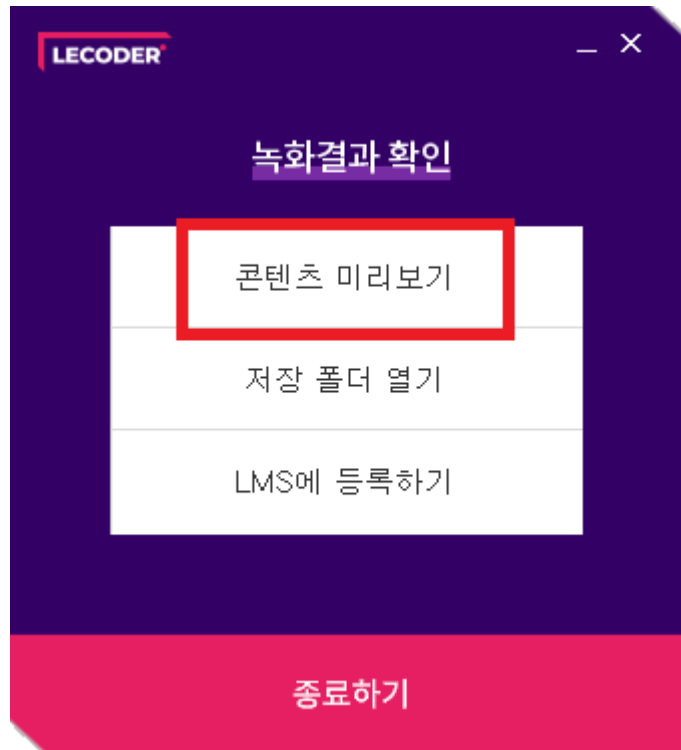 LECODER
녹화결과 확인
콘텐츠 미리보기
저장 폴더 열기
LMS에 등록하기
종료하기